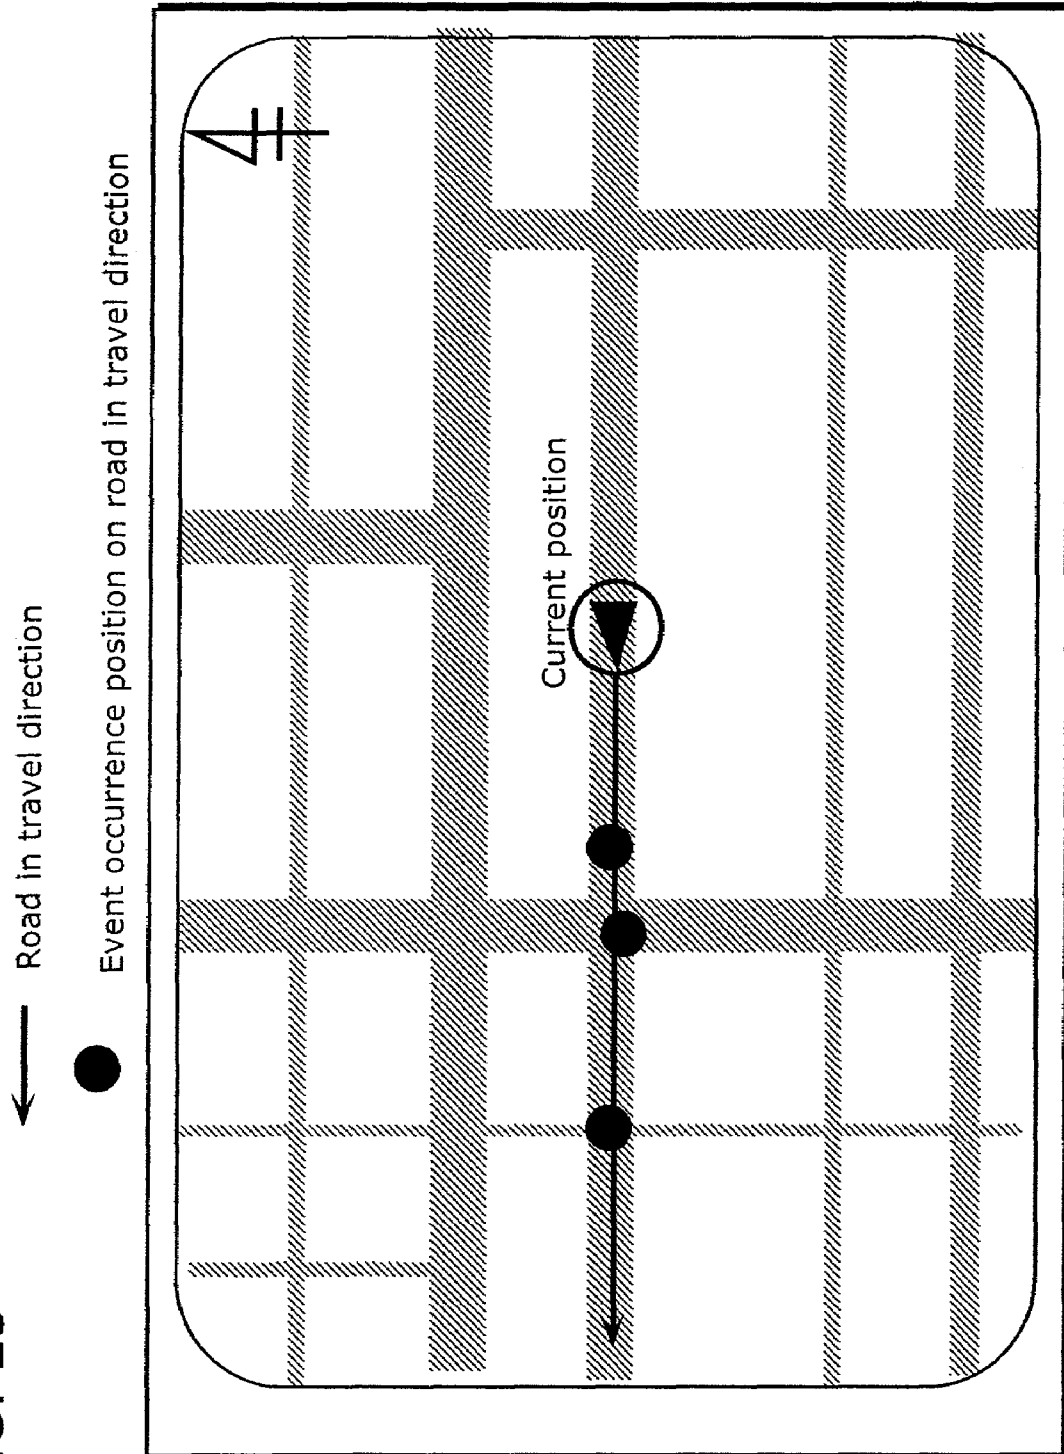 Road in travel direction
Event occurrence position on road in travel direction
Current position